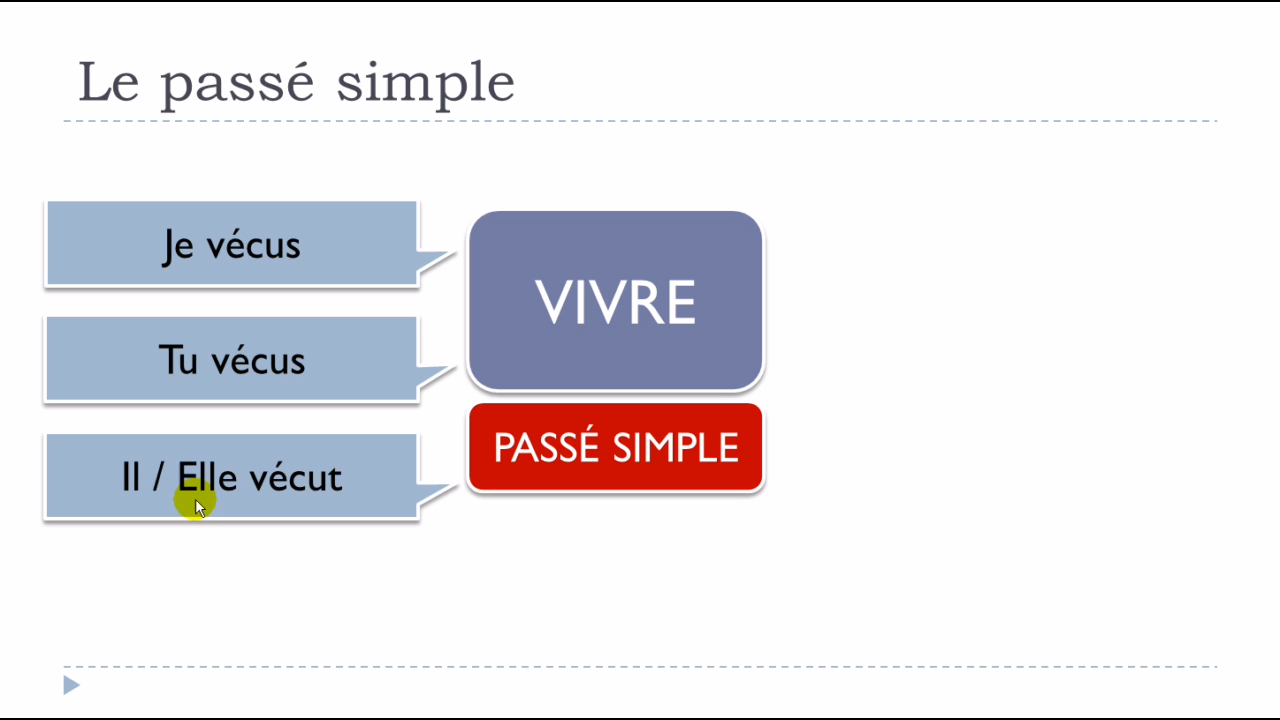 Le passé simple
Je vécus
VIVRE
Tu vécus
PASSÉ SIMPLE
Il / Elle vécut